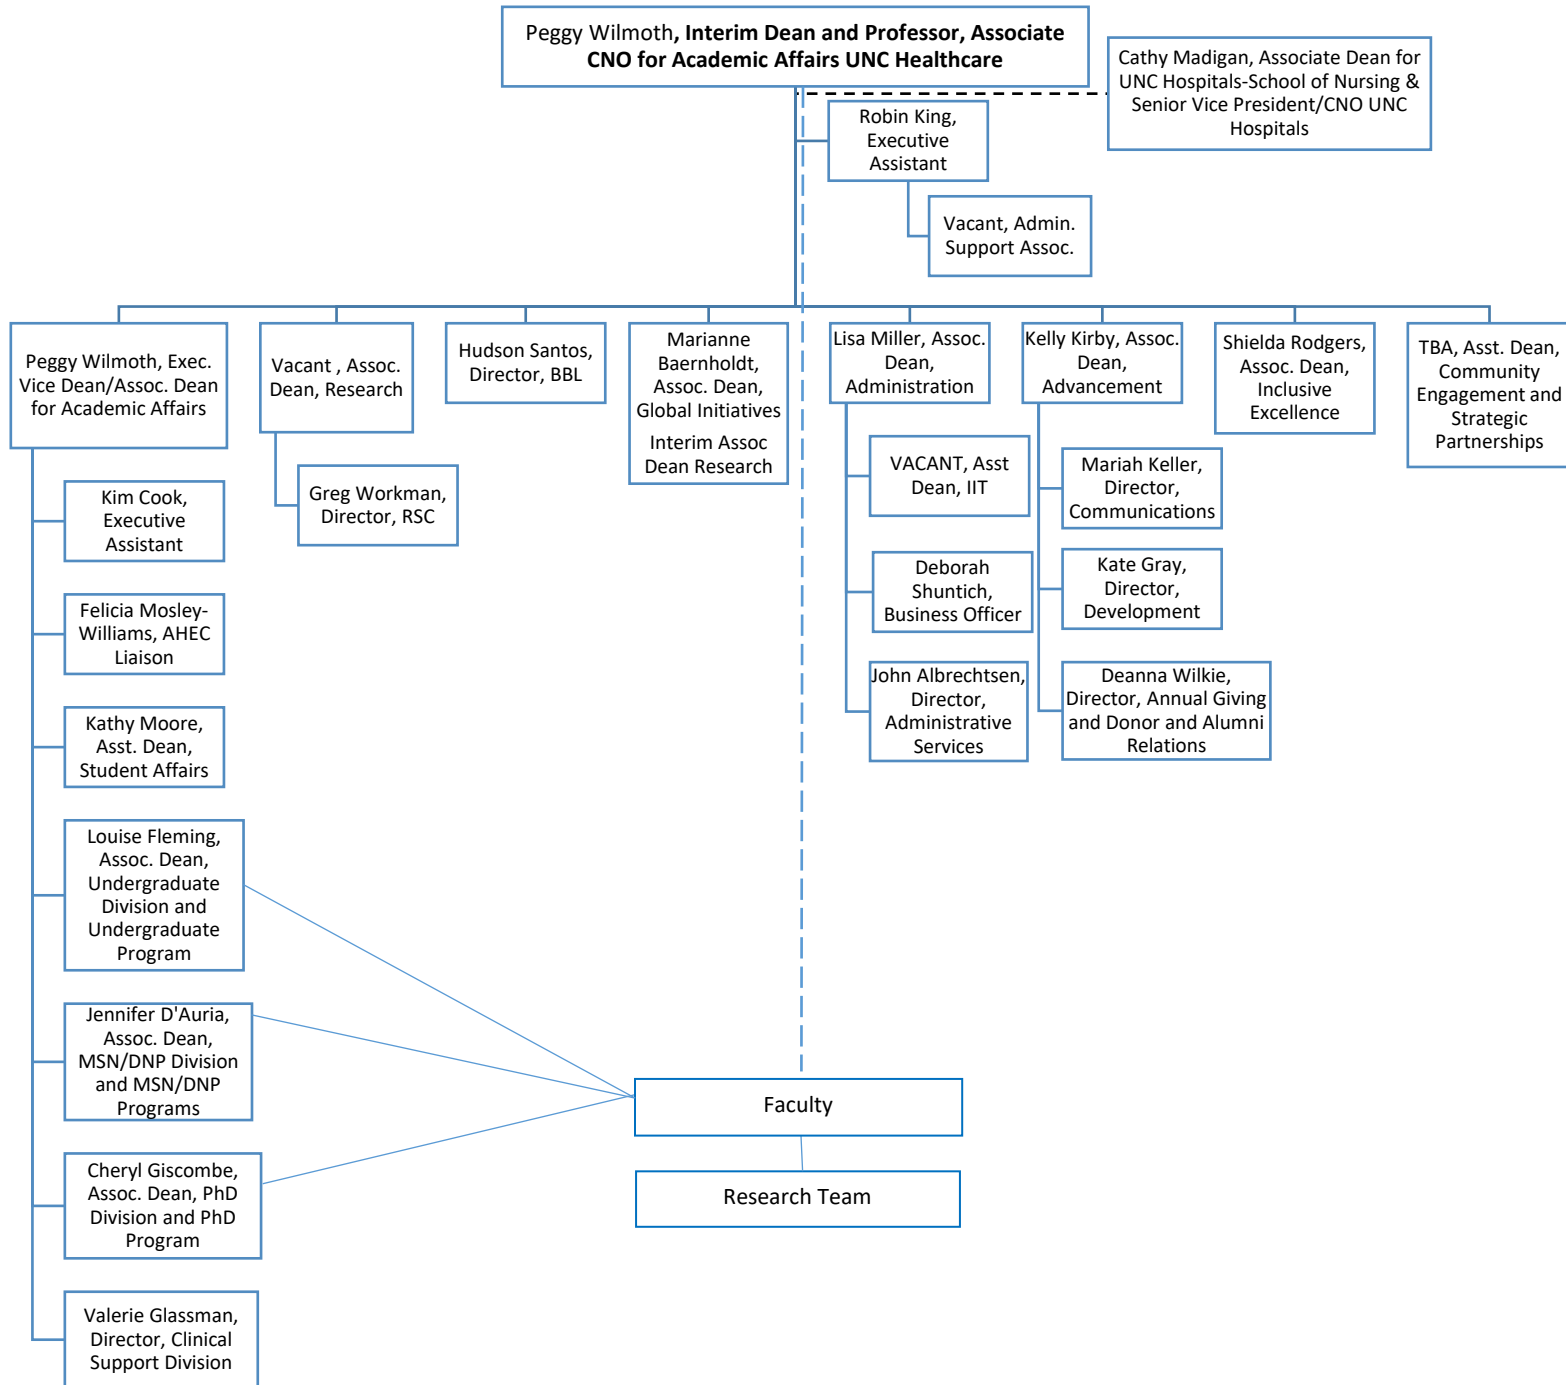 Peggy Wilmoth, Interim Dean and Professor, Associate
CNO for Academic Affairs UNC Healthcare
Cathy Madigan, Associate Dean for
UNC Hospitals-School of Nursing &
Senior Vice President/CNO UNC
Hospitals
Robin King,
Executive
Assistant
Vacant, Admin.
Support Assoc.
Peggy Wilmoth, Exec.
Vice Dean/Assoc. Dean
for Academic Affairs
Vacant , Assoc.
Dean, Research
Hudson Santos,
Director, BBL
Marianne
Baernholdt,
Assoc. Dean,
Global Initiatives
Interim Assoc
Dean Research
Lisa Miller, Assoc.
Dean,
Administration
Kelly Kirby, Assoc.
Dean,
Advancement
Shielda Rodgers,
Assoc. Dean,
Inclusive
Excellence
TBA, Asst. Dean,
Community
Engagement and
Strategic
Partnerships
Kim Cook,
Executive
Assistant
Felicia Mosley-
Williams, AHEC
Liaison
Kathy Moore,
Asst. Dean,
Student Affairs
Louise Fleming,
Assoc. Dean,
Undergraduate
Division and
Undergraduate
Program
Jennifer D'Auria,
Assoc. Dean,
MSN/DNP Division
and MSN/DNP
Programs
Cheryl Giscombe,
Assoc. Dean, PhD
Division and PhD
Program
Valerie Glassman,
Director, Clinical
Support Division
Greg Workman,
Director, RSC
VACANT, Asst
Dean, IIT
Deborah
Shuntich,
Business Officer
John Albrechtsen,
Director,
Administrative
Services
Mariah Keller,
Director,
Communications
Kate Gray,
Director,
Development
Deanna Wilkie,
Director, Annual Giving
and Donor and Alumni
Relations
Faculty
Research Team